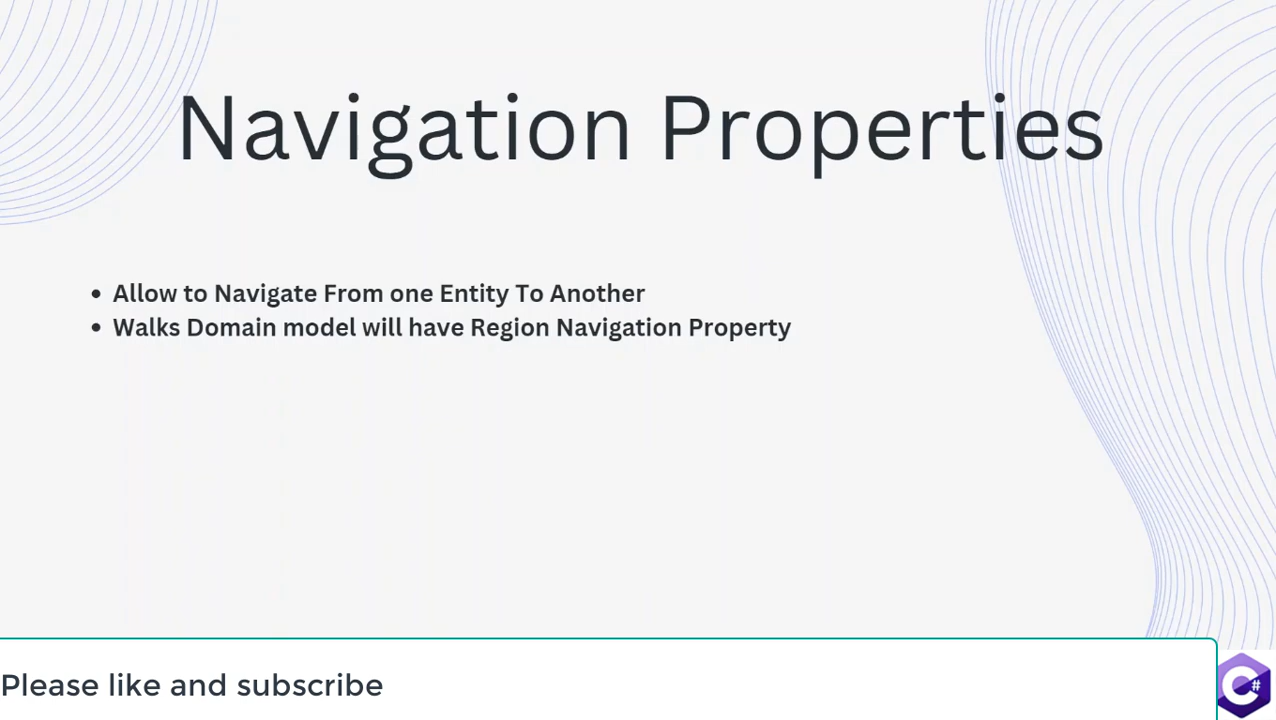 Navigation Properties
• Allow to Navigate From one Entity To Another
• Walks Domain model will have Region Navigation Property
Please like and subscribe
C#